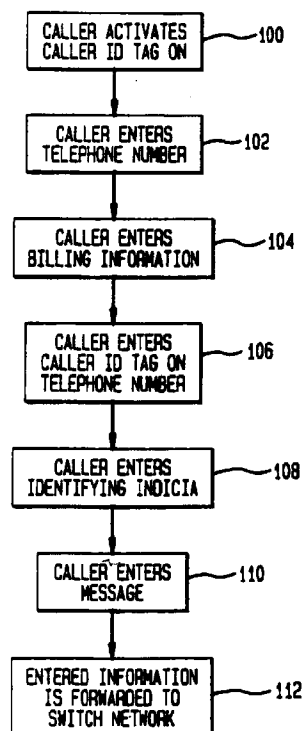 CALLER ACTIVATES
CALLER ID TAG ON
100
CALLER ENTERS
TELEPHONE NUMBER
102
CALLER ENTERS
BILLING INFORMATION
104
CALLER ENTERS
CALLER ID TAG ON
TELEPHONE NUMBER
106
CALLER ENTERS
IDENTIFYING INDICIA
108
CALLER ENTERS
MESSAGE
110
ENTERED INFORMATION
IS FORWARDED TO
SWITCH NETWORK
112